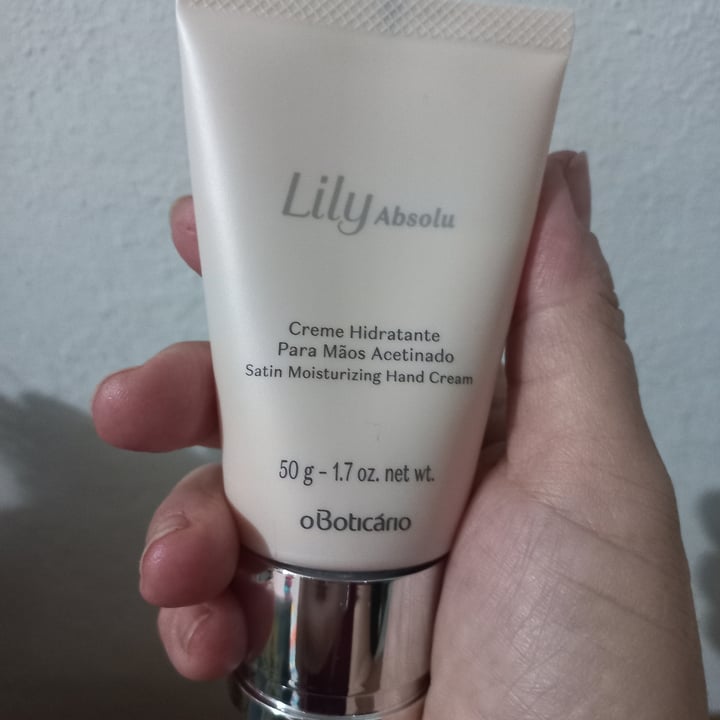 Lily Absolu
Creme Hidratante
Para Mãos Acetinado
Satin Moisturizing Hand Cream
50 g – 1.7 oz. net wt.
oBoticário